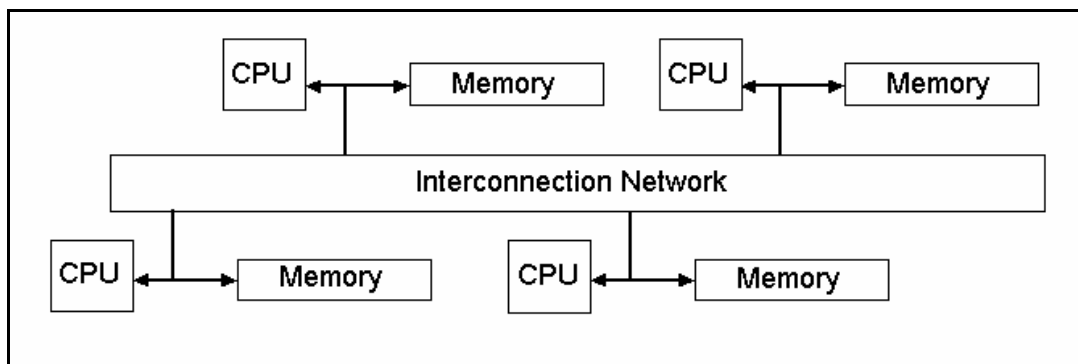 CPU
Memory
CPU
Memory
Interconnection Network
CPU
Memory
CPU
Memory